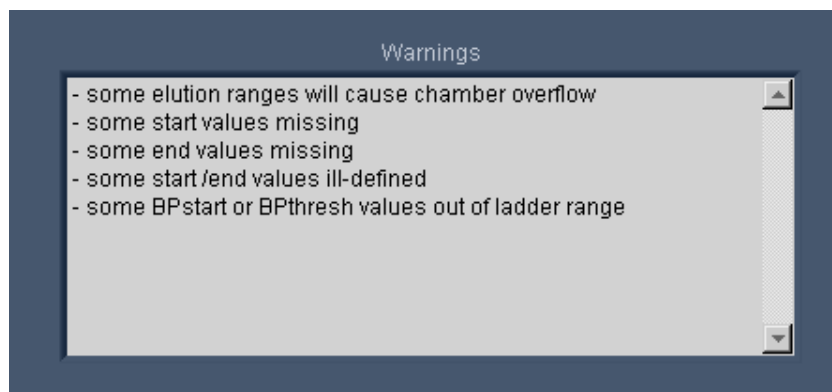 Warnings
- some elution ranges will cause chamber overflow
- some start values missing
- some end values missing
- some start /end values ill-defined
- some BPstart or BPthresh values out of ladder range